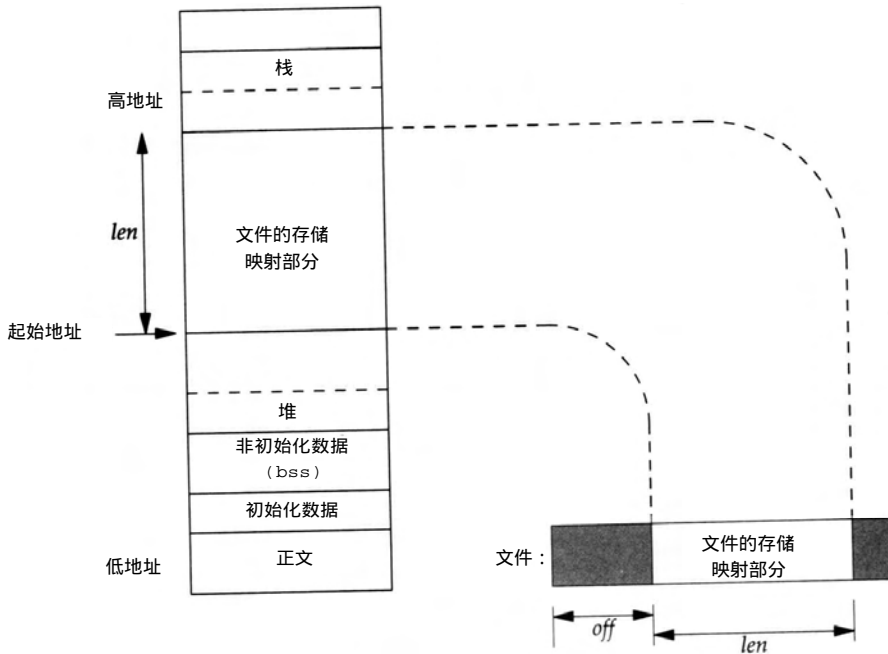 栈
高地址
len
文件的存储
映射部分
起始地址
堆
非初始化数据
(bss)
初始化数据
低地址
正文
文件:
文件的存储
映射部分
off
len